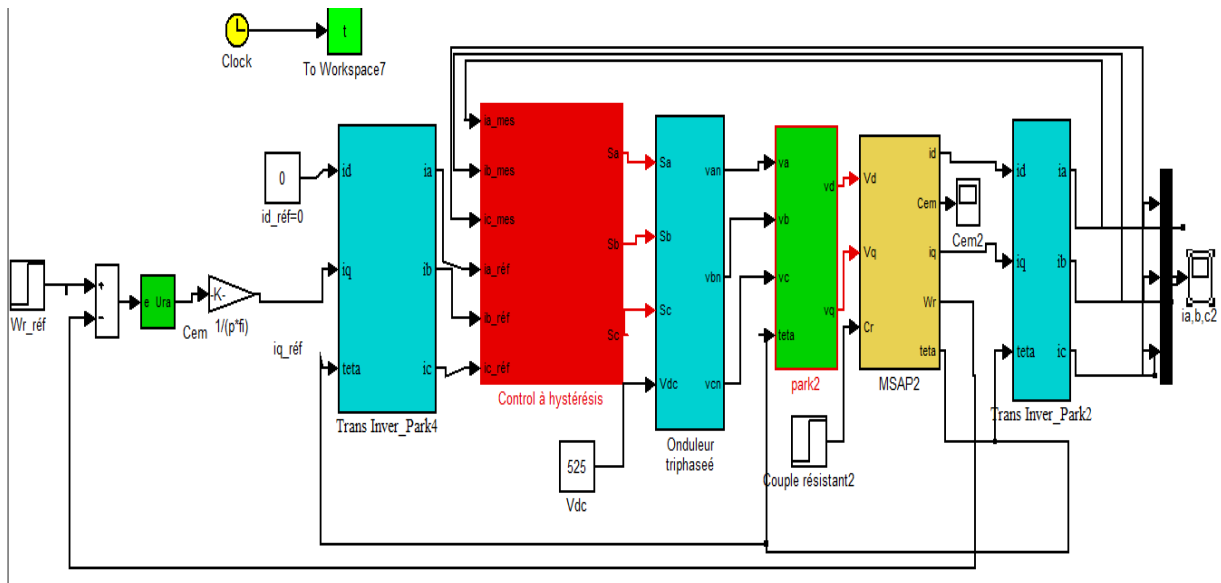 t
Clock
To Workspace7
0
id_réf=0
id
iq
teta
ia
ib
ic
Trans Inver_Park4
ia_mes
ib_mes
ic_mes
ia_réf
ib_réf
ic_réf
Sa
Sb
Sc
Control à hystérésis
Sa
Sb
Sc
Vdc
van
vbn
vcn
Onduleur
triphaseé
525
Vdc
va
vb
vc
teta
vd
vq
park2
Vd
Vq
Cr
id
Cem
iq
Wr
teta
MSAP2
Cem2
Couple résistant2
id
iq
teta
ia
ib
ic
Trans Inver_Park2
ia,b,c2
Wr_réf
+
−
e Ura
Cem
-K-
1/(p*fi)
iq_réf